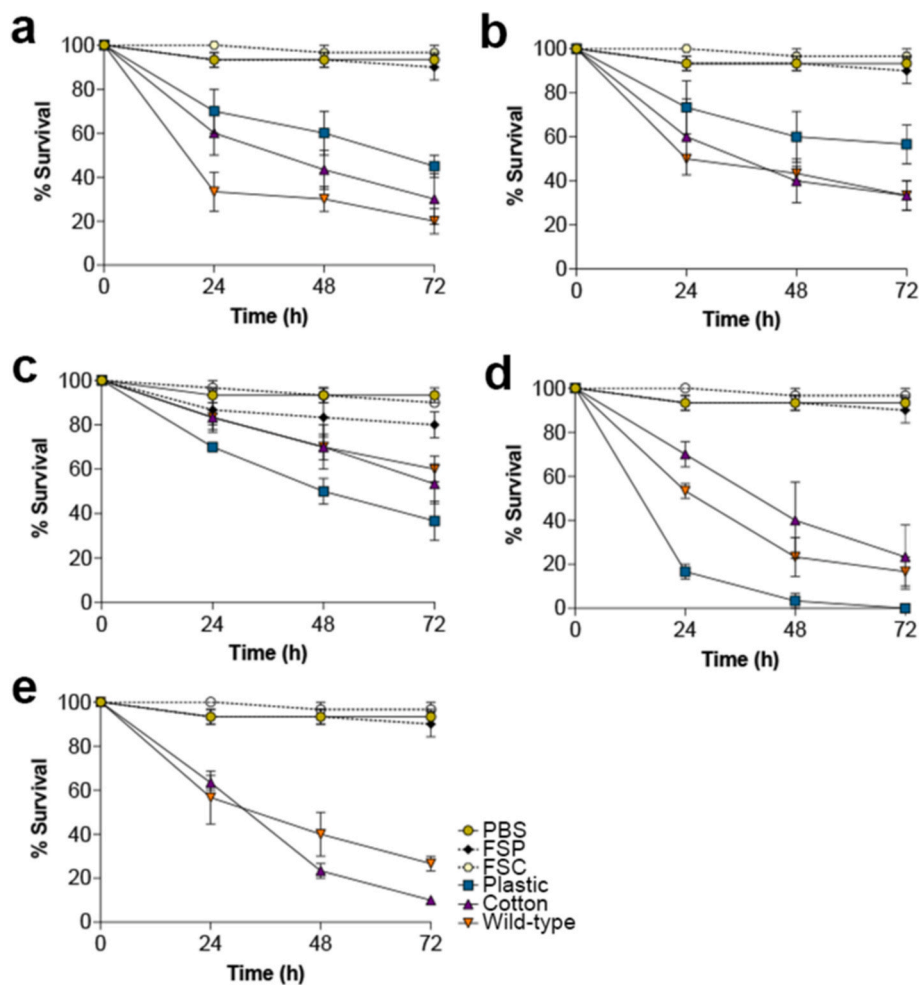 a
% Survival
100
80
60
40
20
0
0 24 48 72
Time (h)
b
% Survival
100
80
60
40
20
0
0 24 48 72
Time (h)
c
% Survival
100
80
60
40
20
0
0 24 48 72
Time (h)
d
% Survival
100
80
60
40
20
0
0 24 48 72
Time (h)
e
% Survival
100
80
60
40
20
0
0 24 48 72
Time (h)
PBS
FSP
FSC
Plastic
Cotton
Wild-type